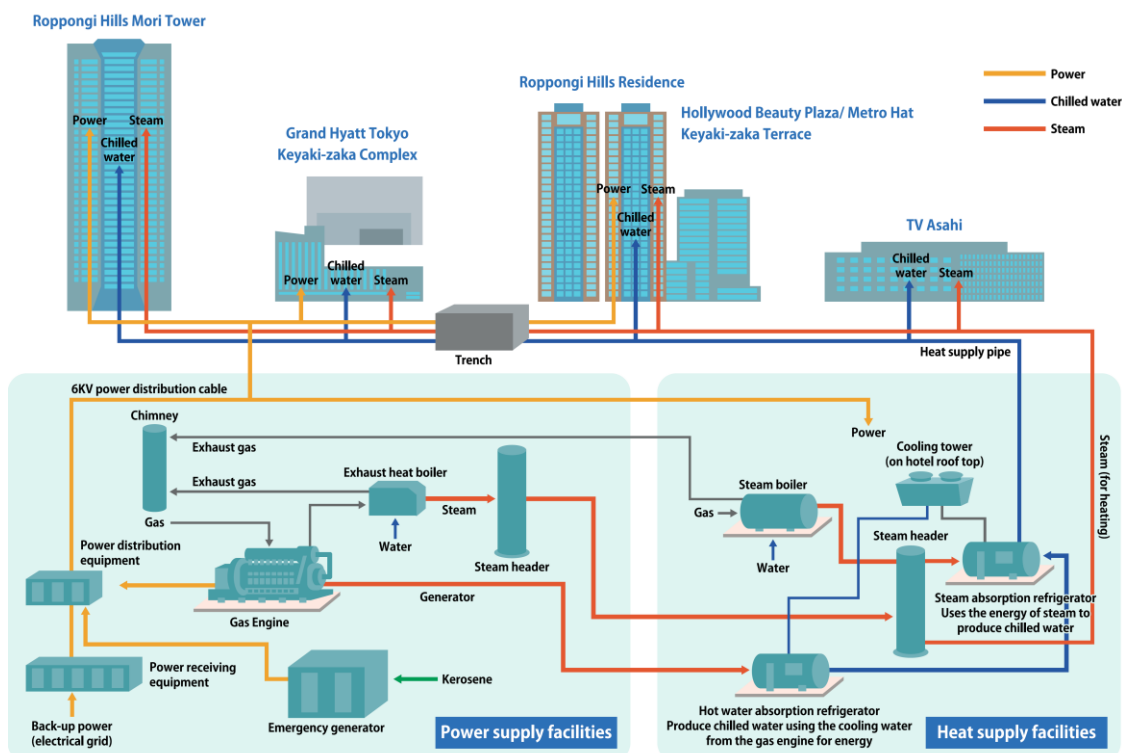 Roppongi Hills Mori Tower
Power
Steam
Chilled
water
Grand Hyatt Tokyo
Keyaki-zaka Complex
Power
Chilled
water
Steam
Roppongi Hills Residence
Hollywood Beauty Plaza/ Metro Hat
Keyaki-zaka Terrace
Power
Steam
Chilled
water
TV Asahi
Chilled
water
Steam
Power
Chilled water
Steam
Trench
Heat supply pipe
6KV power distribution cable
Chimney
Exhaust gas
Exhaust gas
Gas
Exhaust heat boiler
Steam
Water
Steam header
Power distribution
equipment
Gas Engine
Generator
Power receiving
equipment
Back-up power
(electrical grid)
Emergency generator
Kerosene
Power supply facilities
Power
Cooling tower
(on hotel roof top)
Steam boiler
Gas
Water
Steam header
Steam (for heating)
Steam absorption refrigerator
Uses the energy of steam to
produce chilled water
Hot water absorption refrigerator
Produce chilled water using the cooling water
from the gas engine for energy
Heat supply facilities